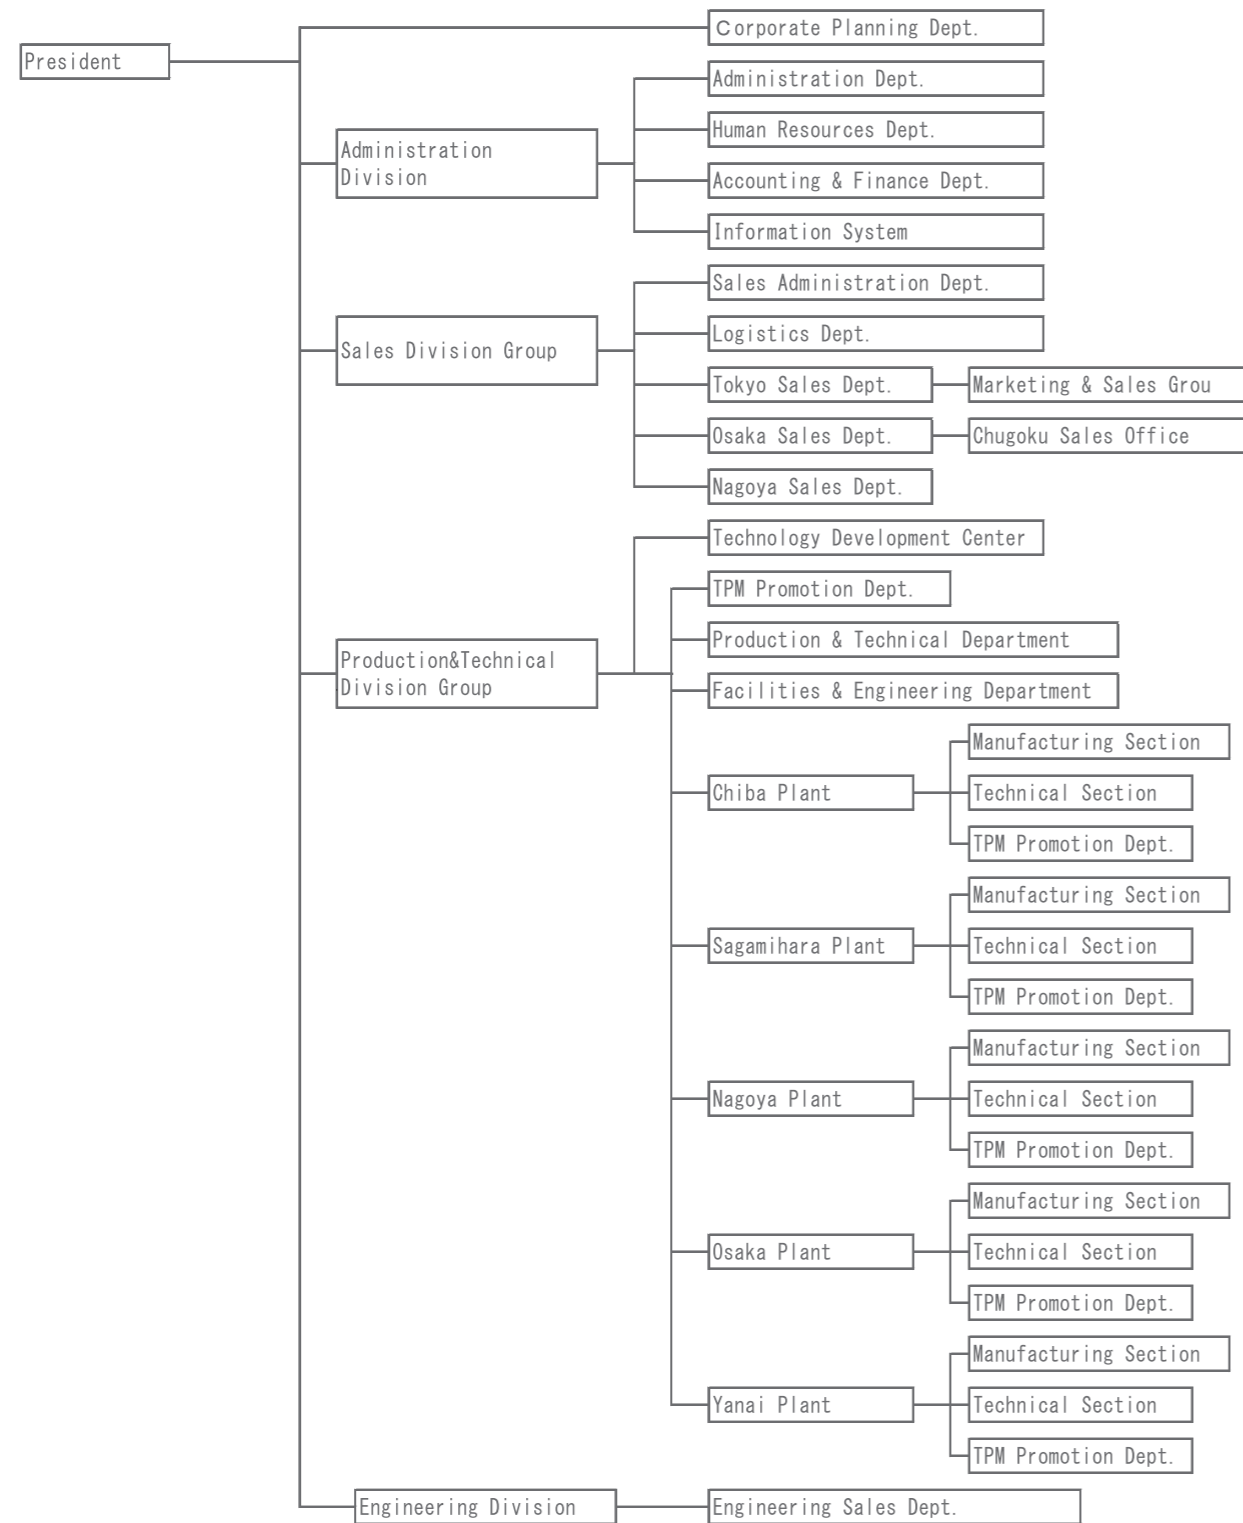 Corporate Planning Dept.
President
Administration Dept.
Human Resources Dept.
Administration
Division
Accounting & Finance Dept.
Information System
Sales Administration Dept.
Logistics Dept.
Sales Division Group
Tokyo Sales Dept.
Marketing & Sales Grou
Osaka Sales Dept.
Chugoku Sales Office
Nagoya Sales Dept.
Technology Development Center
TPM Promotion Dept.
Production & Technical Department
Production&Technical
Division Group
Facilities & Engineering Department
Manufacturing Section
Chiba Plant
Technical Section
TPM Promotion Dept.
Manufacturing Section
Sagamihara Plant
Technical Section
TPM Promotion Dept.
Manufacturing Section
Nagoya Plant
Technical Section
TPM Promotion Dept.
Manufacturing Section
Osaka Plant
Technical Section
TPM Promotion Dept.
Manufacturing Section
Yanai Plant
Technical Section
TPM Promotion Dept.
Engineering Division
Engineering Sales Dept.